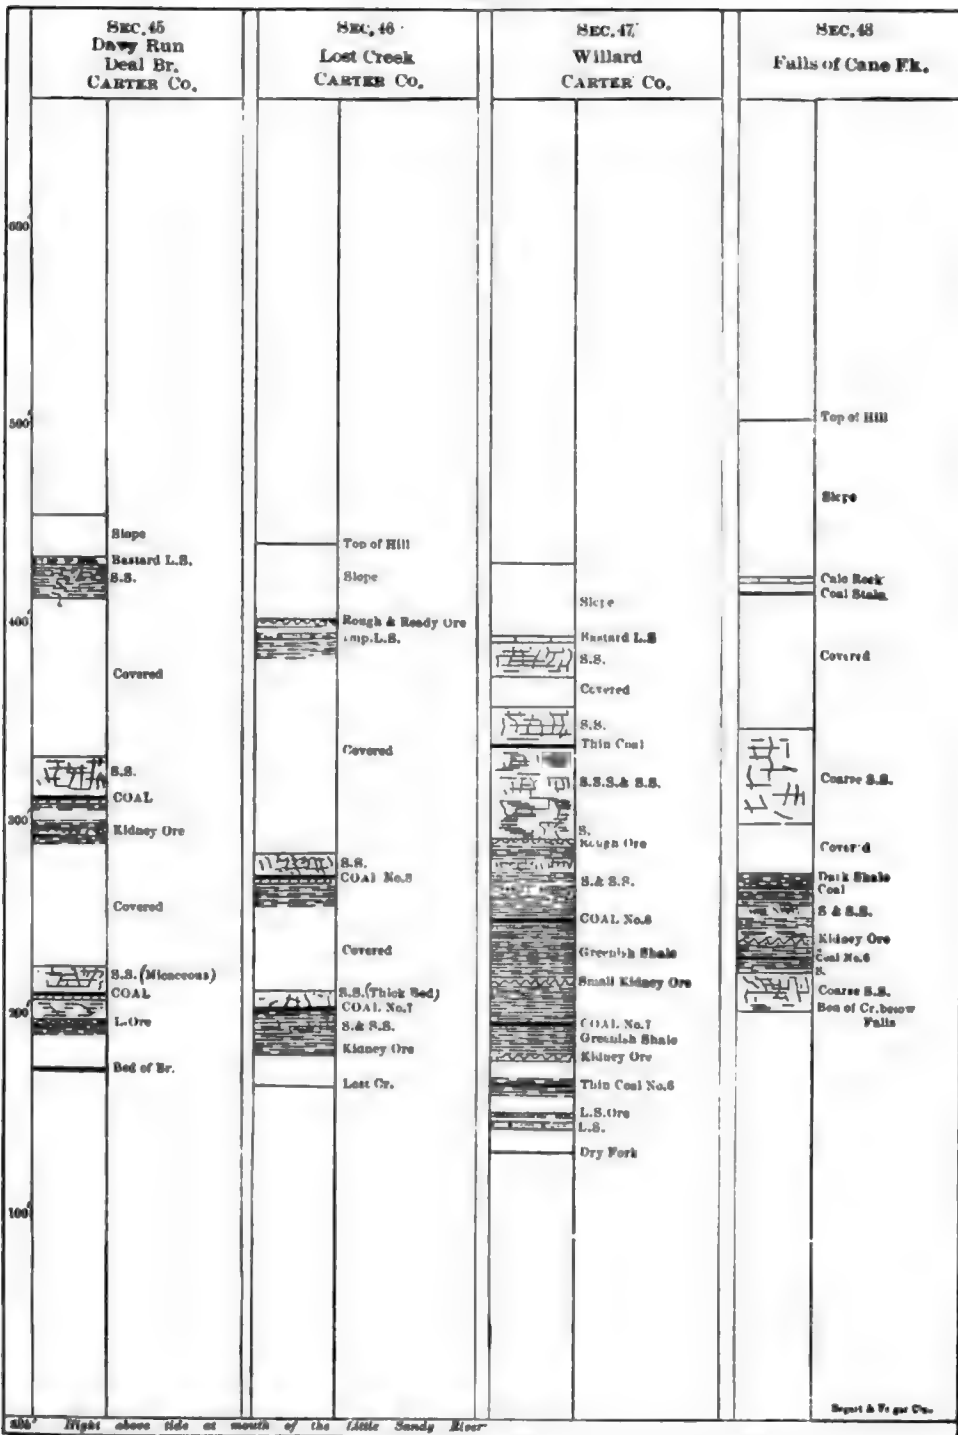 SEC. 45
Davy Run
Deal Br.
CARTER CO.
600'
500'
Slope
Bastard L.S.
S.S.
400'
Covered
S.S.
COAL
300'
Kidney Ore
Covered
S.S. (Micaceous)
COAL
200'
L. Ore
Bed of Br.
100'
SEC. 46
Lost Creek
CARTER CO.
Top of Hill
Slope
Rough & Ready Ore
Imp. L.S.
Covered
S.S.
COAL
Covered
S.S. (Thick Bed)
COAL No. 7
S. & S.S.
Kidney Ore
Lost Cr.
SEC. 47
Willard
CARTER CO.
Slope
Bastard L.S
S.S.
Covered
S.S.
Thin Coal
S.S.S. & S.S.
S.
Rough Ore
S. & S.S.
COAL No. 8
Greenish Shale
Small Kidney Ore
COAL No. 7
Greenish Shale
Kidney Ore
Thin Coal No. 6
L.S. Ore
L.S.
Dry Fork
SEC. 48
Falls of Cane Fk.
Top of Hill
Slope
Calc Rock
Coal Stain
Covered
Coarse S.S.
Covered
Dark Shale
Coal
S & S.S.
Kidney Ore
Coal No. 6
S.
Coarse S.S.
Bed of Cr. below
Falls
Hight above tide at mouth of the Little Sandy River